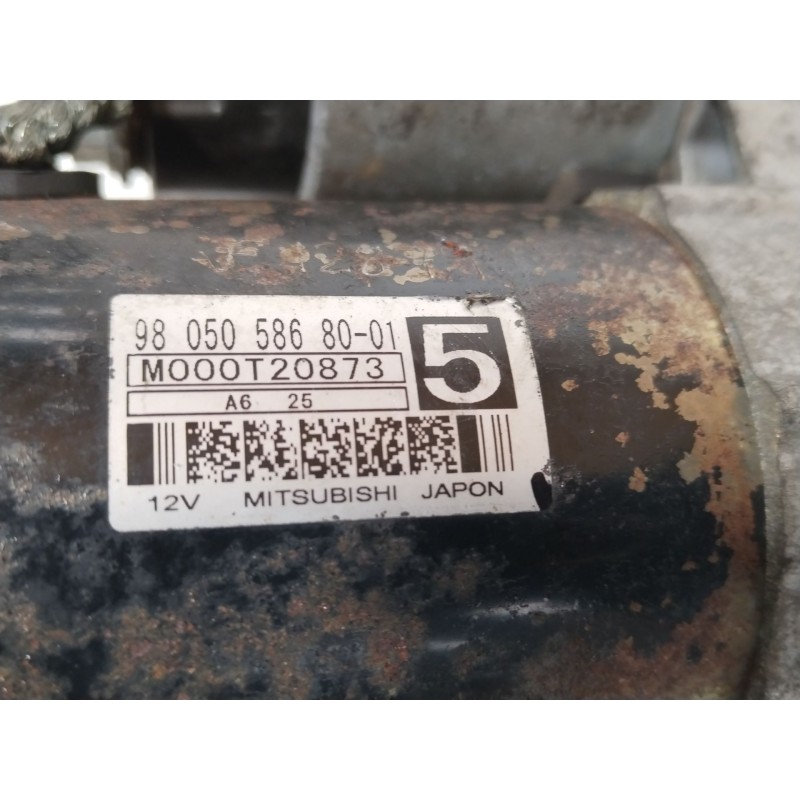 98 050 586 80-01
5
M000T20873
A6 25
12V MITSUBISHI JAPON